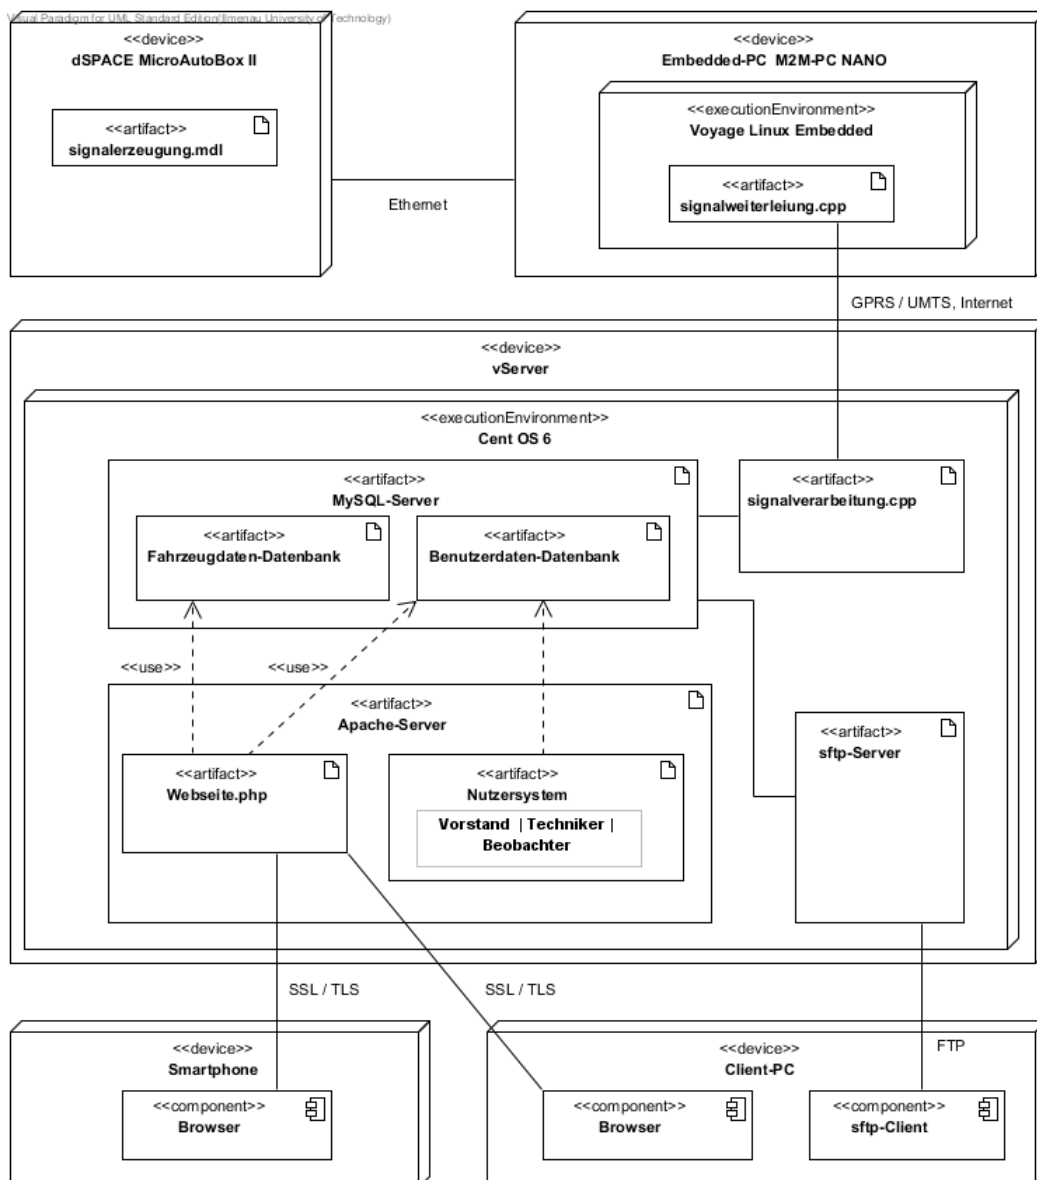 Visual Paradigm for UML Standard Edition(Ilmenau University of Technology)
<<device>>
dSPACE MicroAutoBox II
<<artifact>>
signalerzeugung.mdl
Ethernet
<<device>>
Embedded-PC M2M-PC NANO
<<executionEnvironment>>
Voyage Linux Embedded
<<artifact>>
signalweiterleiung.cpp
GPRS / UMTS, Internet
<<device>>
vServer
<<executionEnvironment>>
Cent OS 6
<<artifact>>
MySQL-Server
<<artifact>>
Fahrzeugdaten-Datenbank
<<artifact>>
Benutzerdaten-Datenbank
<<artifact>>
signalverarbeitung.cpp
<<use>>
<<use>>
<<artifact>>
Apache-Server
<<artifact>>
Webseite.php
<<artifact>>
Nutzersystem
Vorstand | Techniker |
Beobachter
<<artifact>>
sftp-Server
SSL / TLS
SSL / TLS
FTP
<<device>>
Smartphone
<<component>>
Browser
<<device>>
Client-PC
<<component>>
Browser
<<component>>
sftp-Client